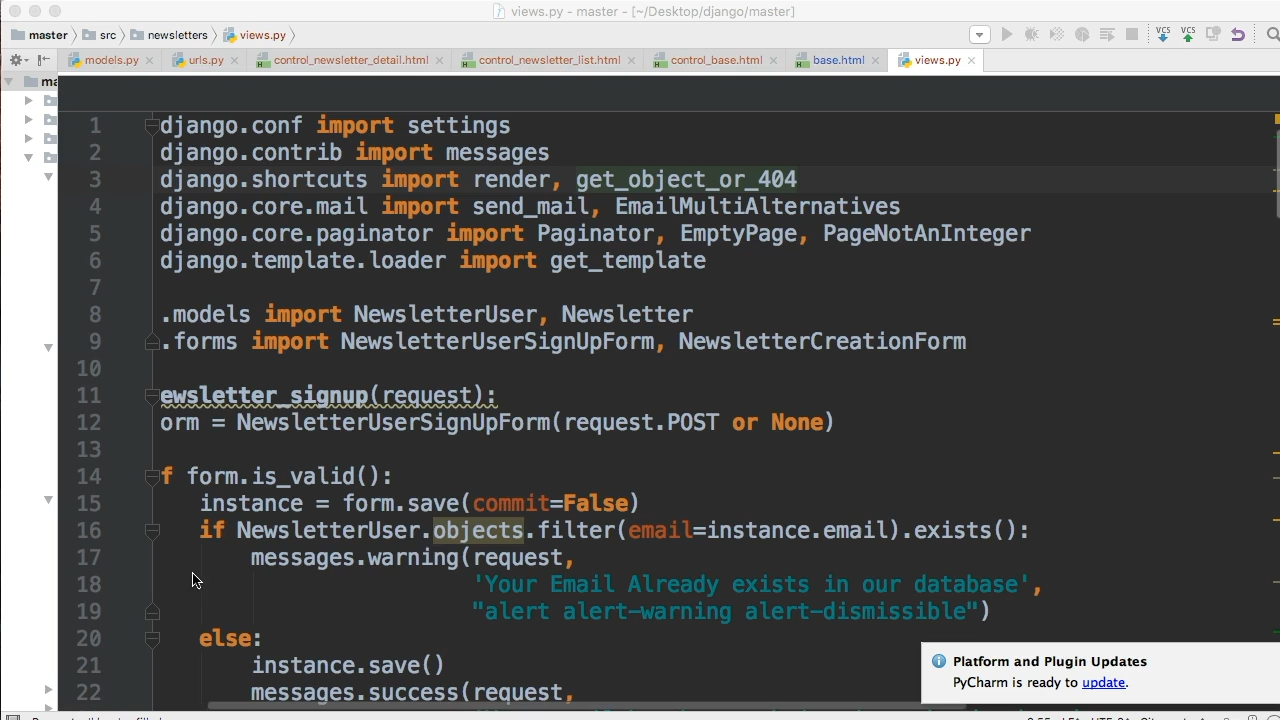 views.py - master - [~/Desktop/django/master]
master src newsletters views.py
VCS VCS
models.py urls.py control_newsletter_detail.html control_newsletter_list.html control_base.html base.html views.py
ma
1 django.conf import settings
2 django.contrib import messages
3 django.shortcuts import render, get_object_or_404
4 django.core.mail import send_mail, EmailMultiAlternatives
5 django.core.paginator import Paginator, EmptyPage, PageNotAnInteger
6 django.template.loader import get_template
7
8 .models import NewsletterUser, Newsletter
9 .forms import NewsletterUserSignUpForm, NewsletterCreationForm
10
11 ewsletter_signup(request):
12 orm = NewsletterUserSignUpForm(request.POST or None)
13
14 f form.is_valid():
15 instance = form.save(commit=False)
16 if NewsletterUser.objects.filter(email=instance.email).exists():
17 messages.warning(request,
18 'Your Email Already exists in our database',
19 "alert alert-warning alert-dismissible")
20 else:
21 instance.save()
22 messages.success(request,
Platform and Plugin Updates
PyCharm is ready to update.